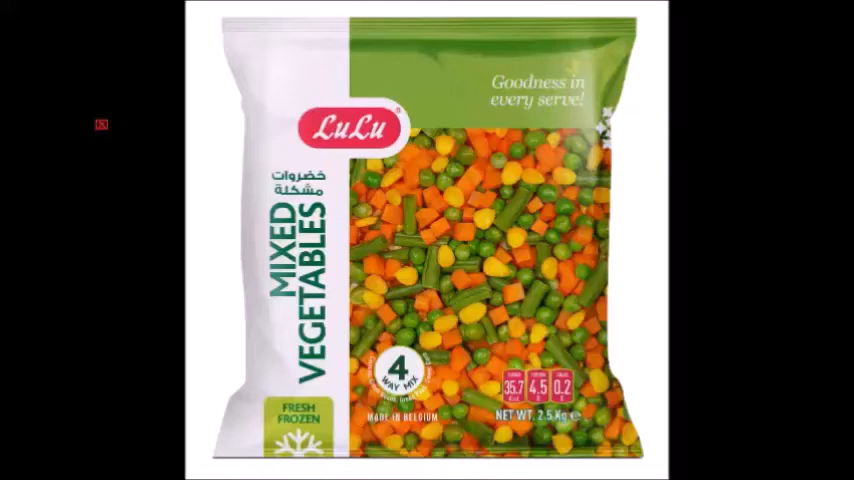 Goodness in
every serve!
LuLu
®
خضروات
مشكلة
MIXED
VEGETABLES
4
WAY MIX
35.7
4.5
0.2
MADE IN BELGIUM
NET WT. 2.5 Kg e
FRESH
FROZEN